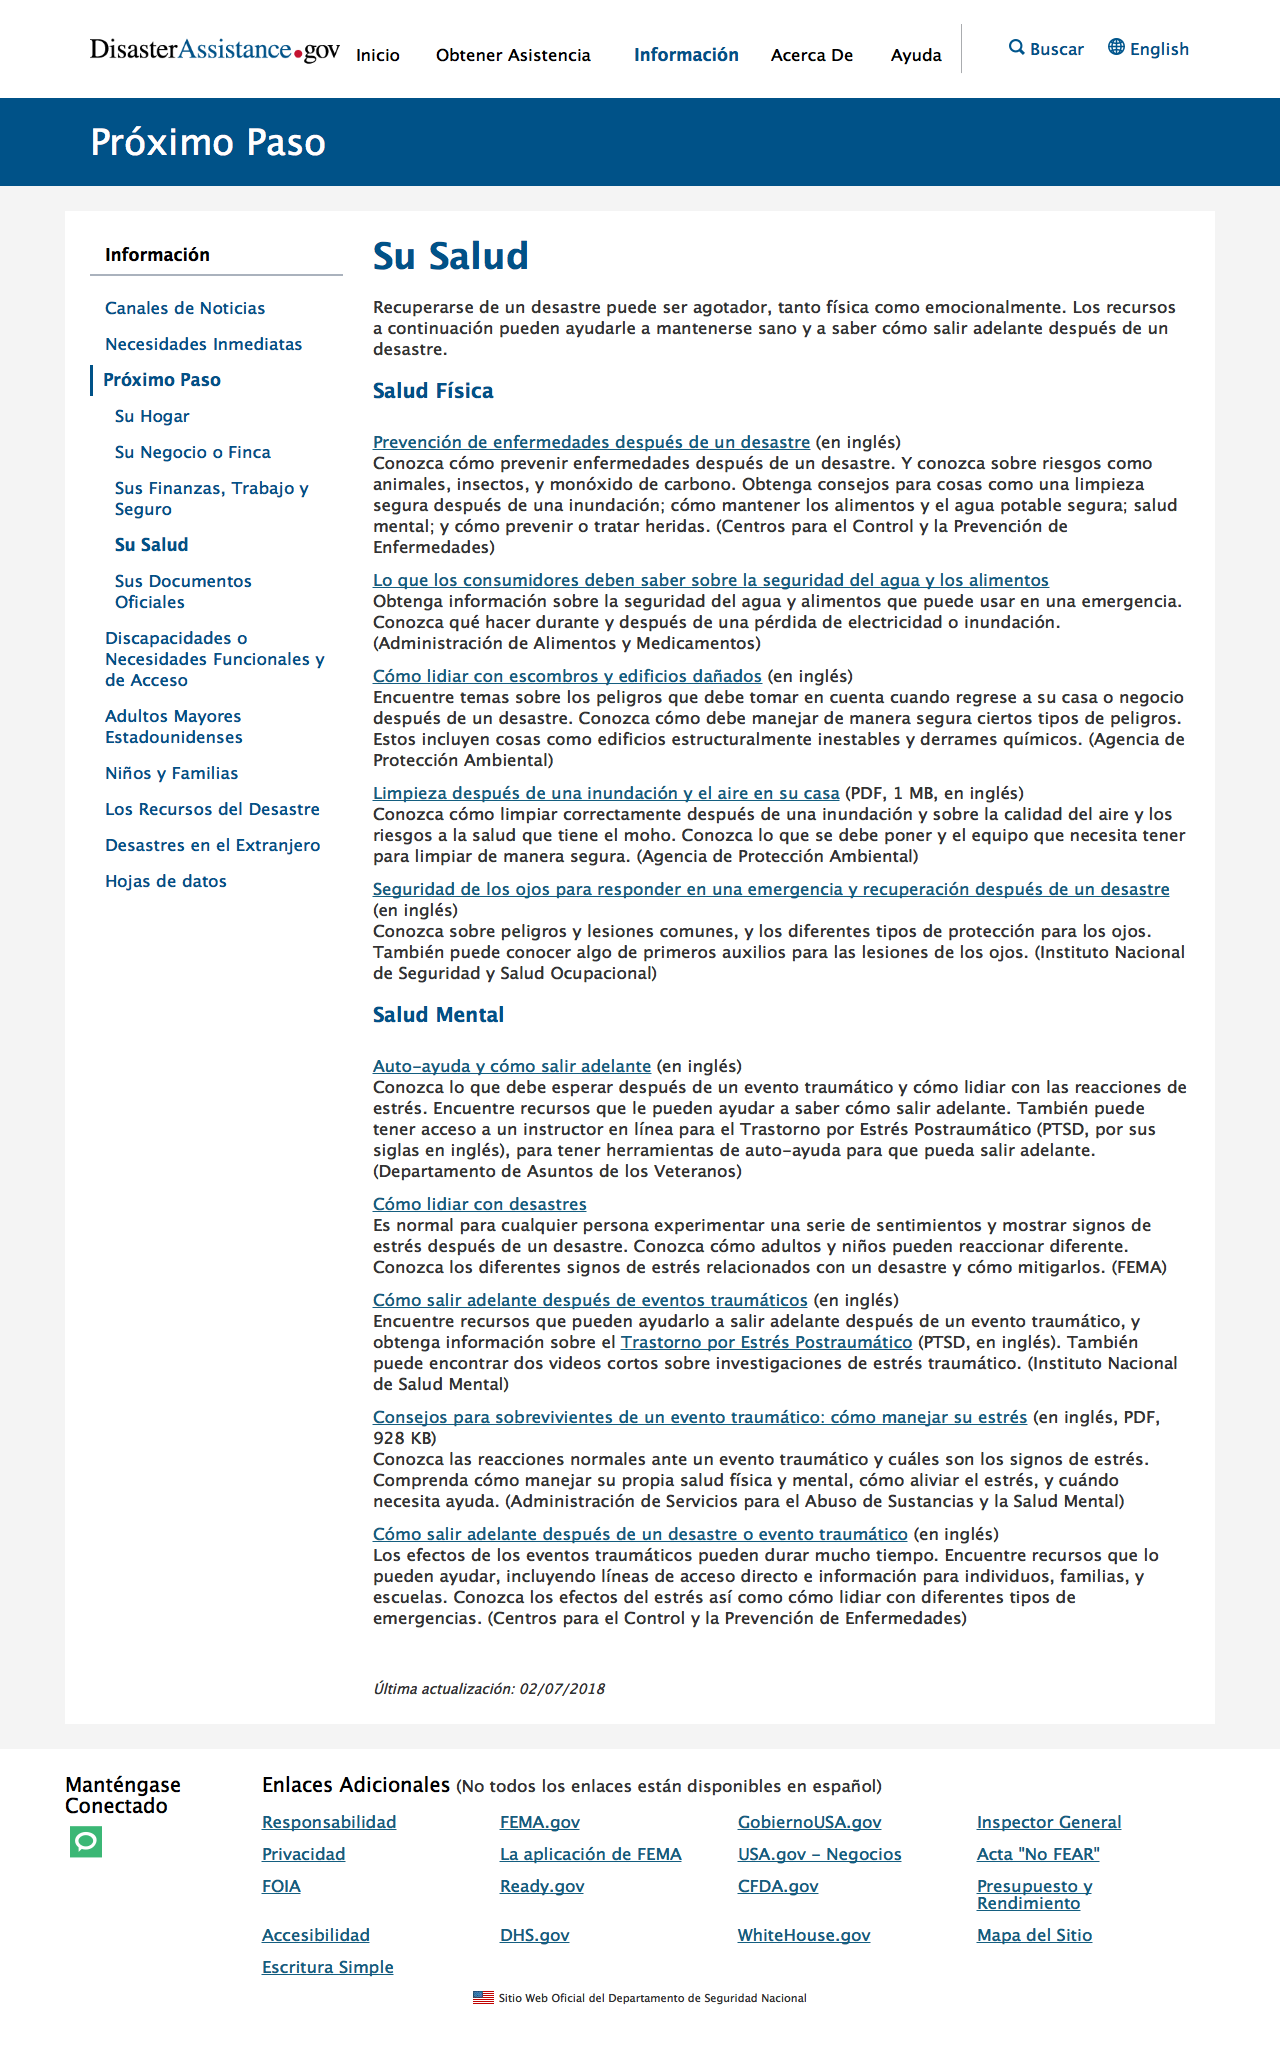 DisasterAssistance.gov
Inicio
Obtener Asistencia
Información
Acerca De
Ayuda
Buscar
English
Próximo Paso
Información
Canales de Noticias
Necesidades Inmediatas
Próximo Paso
Su Hogar
Su Negocio o Finca
Sus Finanzas, Trabajo y
Seguro
Su Salud
Sus Documentos
Oficiales
Discapacidades o
Necesidades Funcionales y
de Acceso
Adultos Mayores
Estadounidenses
Niños y Familias
Los Recursos del Desastre
Desastres en el Extranjero
Hojas de datos
Su Salud
Recuperarse de un desastre puede ser agotador, tanto física como emocionalmente. Los recursos
a continuación pueden ayudarle a mantenerse sano y a saber cómo salir adelante después de un
desastre.
Salud Física
Prevención de enfermedades después de un desastre (en inglés)
Conozca cómo prevenir enfermedades después de un desastre. Y conozca sobre riesgos como
animales, insectos, y monóxido de carbono. Obtenga consejos para cosas como una limpieza
segura después de una inundación; cómo mantener los alimentos y el agua potable segura; salud
mental; y cómo prevenir o tratar heridas. (Centros para el Control y la Prevención de
Enfermedades)
Lo que los consumidores deben saber sobre la seguridad del agua y los alimentos
Obtenga información sobre la seguridad del agua y alimentos que puede usar en una emergencia.
Conozca qué hacer durante y después de una pérdida de electricidad o inundación.
(Administración de Alimentos y Medicamentos)
Cómo lidiar con escombros y edificios dañados (en inglés)
Encuentre temas sobre los peligros que debe tomar en cuenta cuando regrese a su casa o negocio
después de un desastre. Conozca cómo debe manejar de manera segura ciertos tipos de peligros.
Estos incluyen cosas como edificios estructuralmente inestables y derrames químicos. (Agencia de
Protección Ambiental)
Limpieza después de una inundación y el aire en su casa (PDF, 1 MB, en inglés)
Conozca cómo limpiar correctamente después de una inundación y sobre la calidad del aire y los
riesgos a la salud que tiene el moho. Conozca lo que se debe poner y el equipo que necesita tener
para limpiar de manera segura. (Agencia de Protección Ambiental)
Seguridad de los ojos para responder en una emergencia y recuperación después de un desastre
(en inglés)
Conozca sobre peligros y lesiones comunes, y los diferentes tipos de protección para los ojos.
También puede conocer algo de primeros auxilios para las lesiones de los ojos. (Instituto Nacional
de Seguridad y Salud Ocupacional)
Salud Mental
Auto-ayuda y cómo salir adelante (en inglés)
Conozca lo que debe esperar después de un evento traumático y cómo lidiar con las reacciones de
estrés. Encuentre recursos que le pueden ayudar a saber cómo salir adelante. También puede
tener acceso a un instructor en línea para el Trastorno por Estrés Postraumático (PTSD, por sus
siglas en inglés), para tener herramientas de auto-ayuda para que pueda salir adelante.
(Departamento de Asuntos de los Veteranos)
Cómo lidiar con desastres
Es normal para cualquier persona experimentar una serie de sentimientos y mostrar signos de
estrés después de un desastre. Conozca cómo adultos y niños pueden reaccionar diferente.
Conozca los diferentes signos de estrés relacionados con un desastre y cómo mitigarlos. (FEMA)
Cómo salir adelante después de eventos traumáticos (en inglés)
Encuentre recursos que pueden ayudarlo a salir adelante después de un evento traumático, y
obtenga información sobre el Trastorno por Estrés Postraumático (PTSD, en inglés). También
puede encontrar dos videos cortos sobre investigaciones de estrés traumático. (Instituto Nacional
de Salud Mental)
Consejos para sobrevivientes de un evento traumático: cómo manejar su estrés (en inglés, PDF,
928 KB)
Conozca las reacciones normales ante un evento traumático y cuáles son los signos de estrés.
Comprenda cómo manejar su propia salud física y mental, cómo aliviar el estrés, y cuándo
necesita ayuda. (Administración de Servicios para el Abuso de Sustancias y la Salud Mental)
Cómo salir adelante después de un desastre o evento traumático (en inglés)
Los efectos de los eventos traumáticos pueden durar mucho tiempo. Encuentre recursos que lo
pueden ayudar, incluyendo líneas de acceso directo e información para individuos, familias, y
escuelas. Conozca los efectos del estrés así como cómo lidiar con diferentes tipos de
emergencias. (Centros para el Control y la Prevención de Enfermedades)
Última actualización: 02/07/2018
Manténgase
Conectado
Enlaces Adicionales (No todos los enlaces están disponibles en español)
Responsabilidad
FEMA.gov
GobiernoUSA.gov
Inspector General
Privacidad
La aplicación de FEMA
USA.gov - Negocios
Acta "No FEAR"
FOIA
Ready.gov
CFDA.gov
Presupuesto y
Rendimiento
Accesibilidad
DHS.gov
WhiteHouse.gov
Mapa del Sitio
Escritura Simple
Sitio Web Oficial del Departamento de Seguridad Nacional